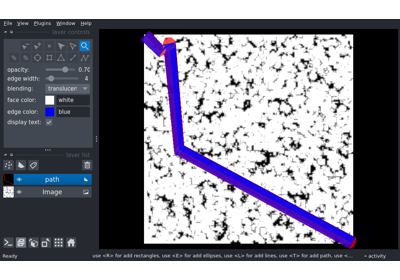 File View Plugins Window Help
layer controls
opacity: 0.70
edge width: 4
blending: translucen
face color: white
edge color: blue
display text:
layer list
path
Image
Ready
use <R> for add rectangles, use <E> for add ellipses, use <L> for add lines, use <T> for add path, use <...
activity